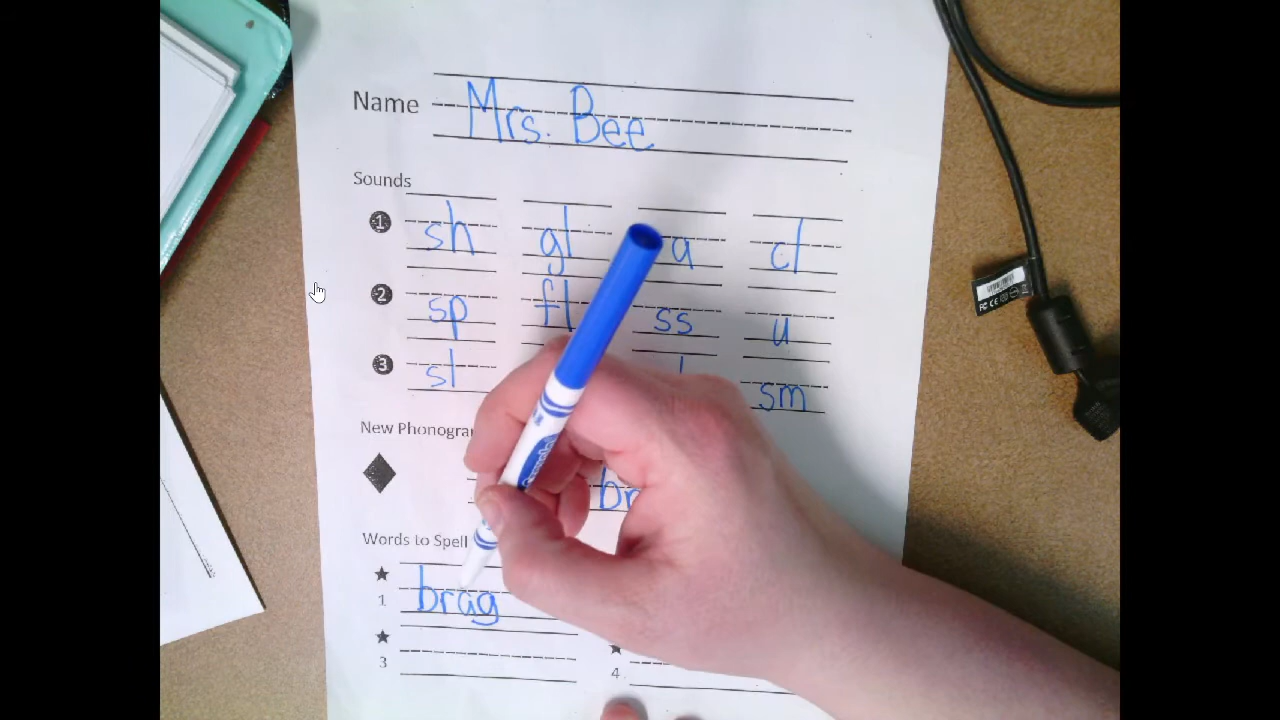 Name Mrs. Bee
Sounds
1 sh gl a cl
2 sp fl ss u
3 sl sm
New
br
Words to Spell
1 brag
3 4